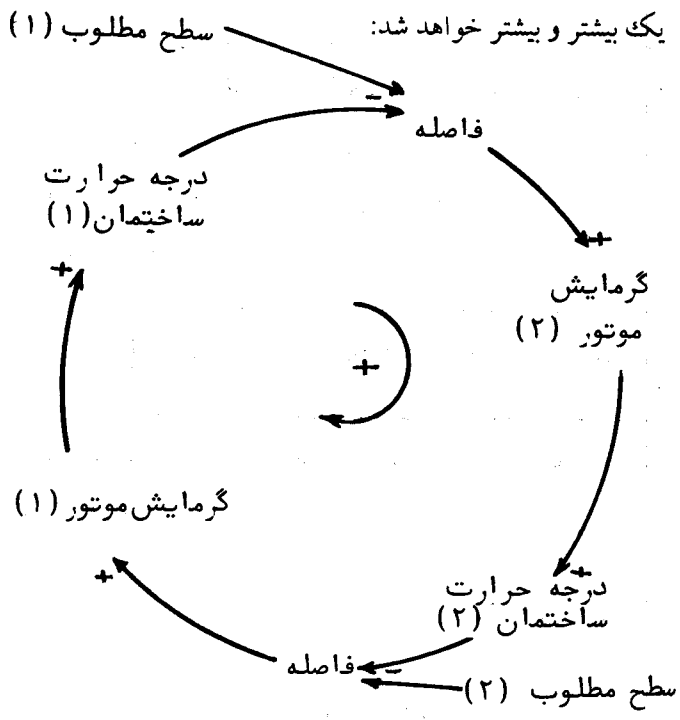 یک بیشتر و بیشتر خواهد شد:
سطح مطلوب (۱)
−
فاصله
درجه حرارت
ساختمان (۱)
+
+
گرمایش
موتور (۲)
+
گرمایش موتور (۱)
+
+
درجه حرارت
ساختمان (۲)
فاصله
−
سطح مطلوب (۲)